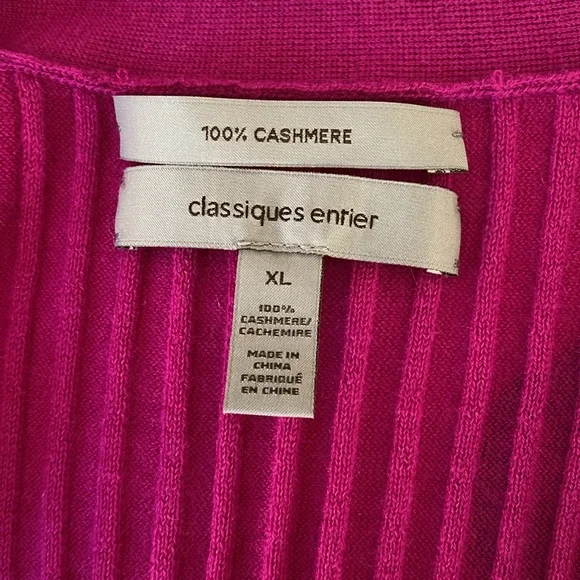 100% CASHMERE
classiques entier
XL
100%
CASHMERE/
CACHEMIRE
MADE IN
CHINA
FABRIQUÉ
EN CHINE